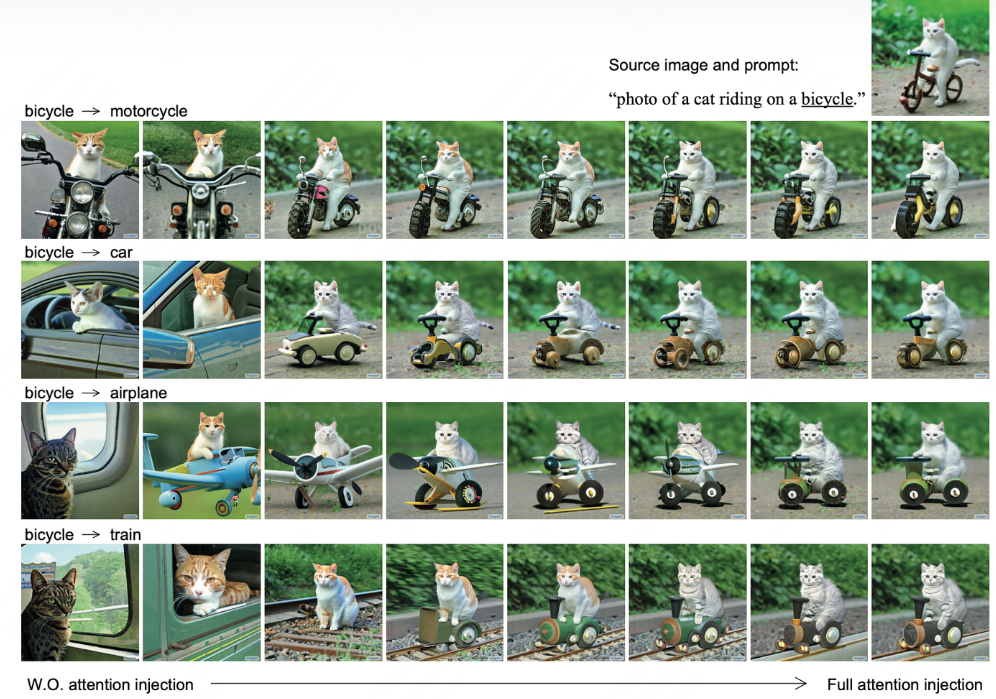 Source image and prompt:
“photo of a cat riding on a bicycle.”
bicycle → motorcycle
bicycle → car
bicycle → airplane
bicycle → train
W.O. attention injection
Full attention injection